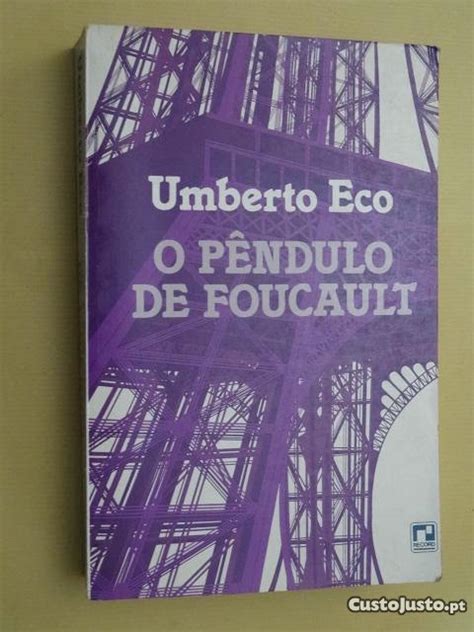 Umberto Eco
O PÊNDULO
DE FOUCAULT
RECORD
CustoJusto.pt